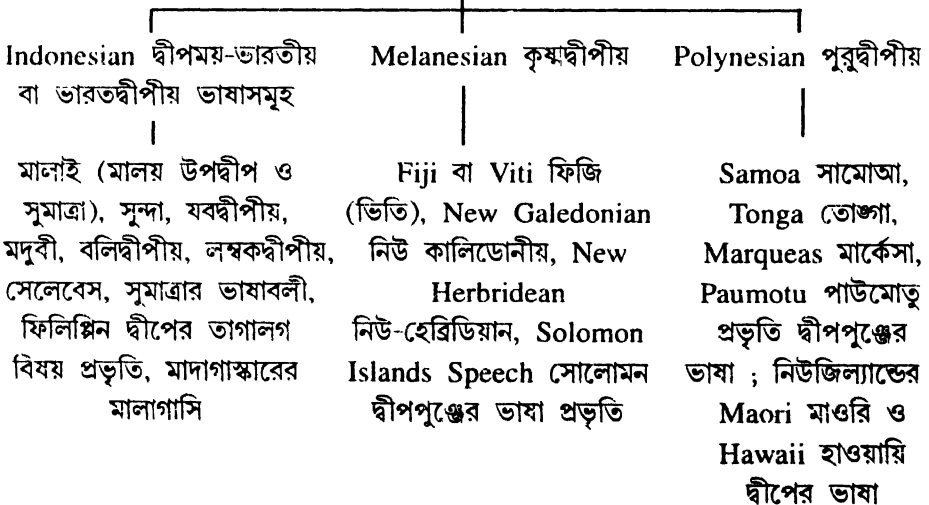 Indonesian দ্বীপময়-ভারতীয়
বা ভারতদ্বীপীয় ভাষাসমূহ
মালাই (মালয় উপদ্বীপ ও
সুমাত্রা), সুন্দা, যবদ্বীপীয়,
মদুবী, বলিদ্বীপীয়, লম্বকদ্বীপীয়,
সেলেবেস, সুমাত্রার ভাষাবলী,
ফিলিপ্পিন দ্বীপের তাগালগ
বিষয় প্রভৃতি, মাদাগাস্কারের
মালাগাসি
Melanesian কৃষ্ণদ্বীপীয়
Fiji বা Viti ফিজি
(ভিতি), New Galedonian
নিউ কালিডোনীয়, New
Herbridean
নিউ-হেব্রিডিয়ান, Solomon
Islands Speech সোলোমন
দ্বীপপুঞ্জের ভাষা প্রভৃতি
Polynesian পুরুদ্বীপীয়
Samoa সামোআ,
Tonga তোঙ্গা,
Marqueas মার্কেসা,
Paumotu পাউমোতু
প্রভৃতি দ্বীপপুঞ্জের
ভাষা ; নিউজিল্যান্ডের
Maori মাওরি ও
Hawaii হাওয়ায়ি
দ্বীপের ভাষা